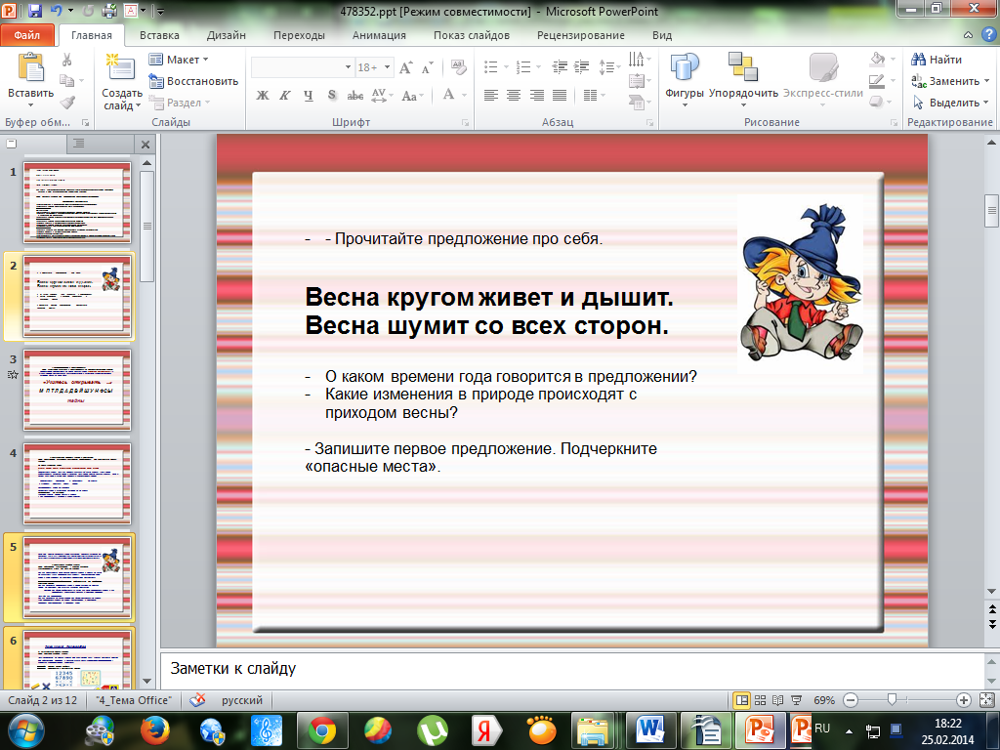 478352.ppt [Режим совместимости] - Microsoft PowerPoint
Файл Главная Вставка Дизайн Переходы Анимация Показ слайдов Рецензирование Вид
Вставить
Буфер обм...
Создать слайд
Макет
Восстановить
Раздел
Слайды
18+
Ж К Ч S abc AV Aa А
Шрифт
Абзац
Фигуры Упорядочить Экспресс-стили
Рисование
Найти
Заменить
Выделить
Редактирование
1
2
3
4
5
6
- - Прочитайте предложение про себя.
Весна кругом живет и дышит.
Весна шумит со всех сторон.
- О каком времени года говорится в предложении?
- Какие изменения в природе происходят с
приходом весны?
- Запишите первое предложение. Подчеркните
«опасные места».
Заметки к слайду
Слайд 2 из 12 "4_Тема Office" русский 69%
RU 18:22
25.02.2014